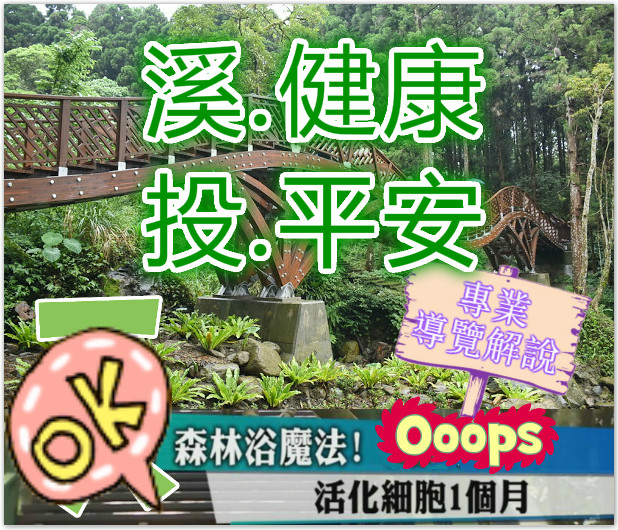 溪.健康
投.平安
專業
導覽解說
OK
森林浴魔法!
Ooops
活化細胞1個月